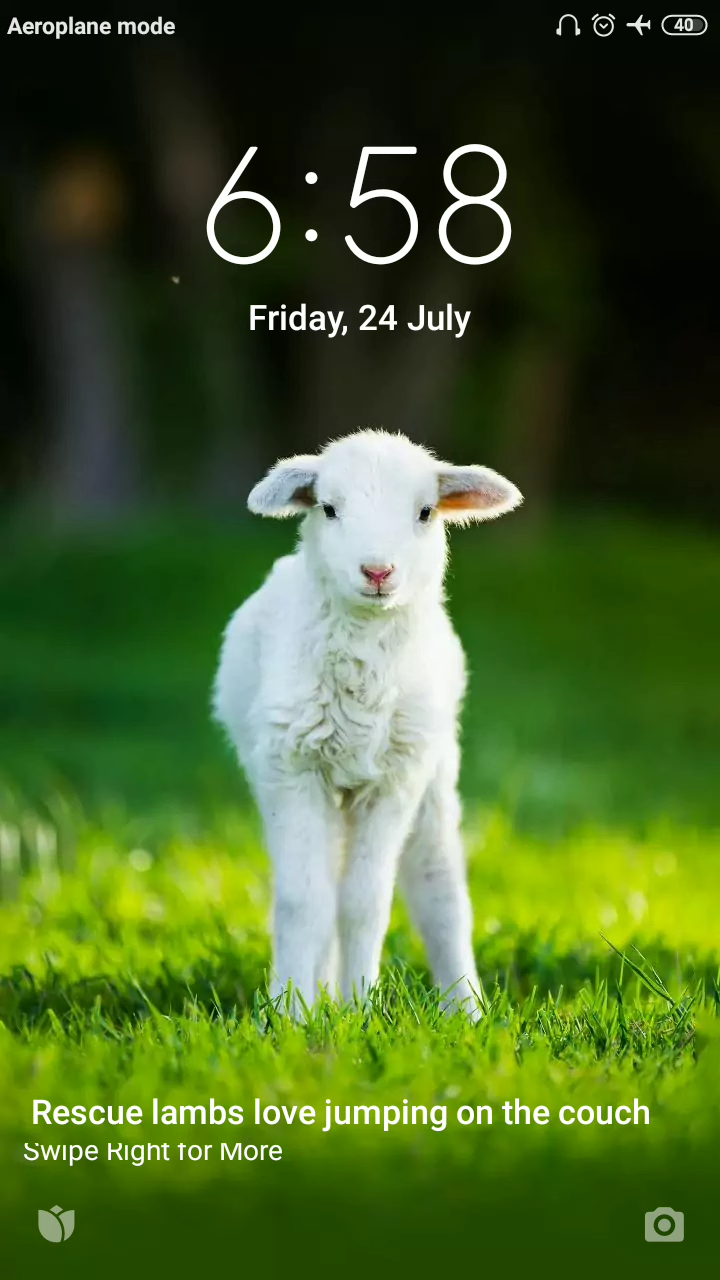 Aeroplane mode
40
6:58
Friday, 24 July
Rescue lambs love jumping on the couch
Swipe Right for More